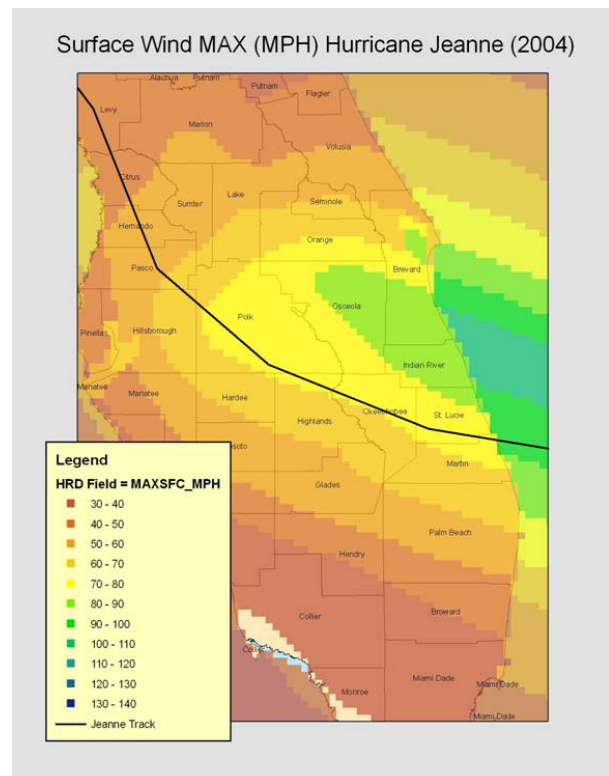 Surface Wind MAX (MPH) Hurricane Jeanne (2004)
Alachua Putnam
Putnam
Flagler
Levy
Marion
Volusia
Citrus
Lake
Sumter
Seminole
Hernando
Orange
Pasco
Brevard
Osceola
Polk
Pinellas
Hillsborough
Indian River
Manatee
Manatee
Hardee
Okeechobee
St. Lucie
Highlands
Martin
Glades
Palm Beach
Hendry
Collier
Broward
Collier
Monroe
Miami Dade
Miami Dade
Miami Dade
Legend
HRD Field = MAXSFC_MPH
30 - 40
40 - 50
50 - 60
60 - 70
70 - 80
80 - 90
90 - 100
100 - 110
110 - 120
120 - 130
130 - 140
Jeanne Track